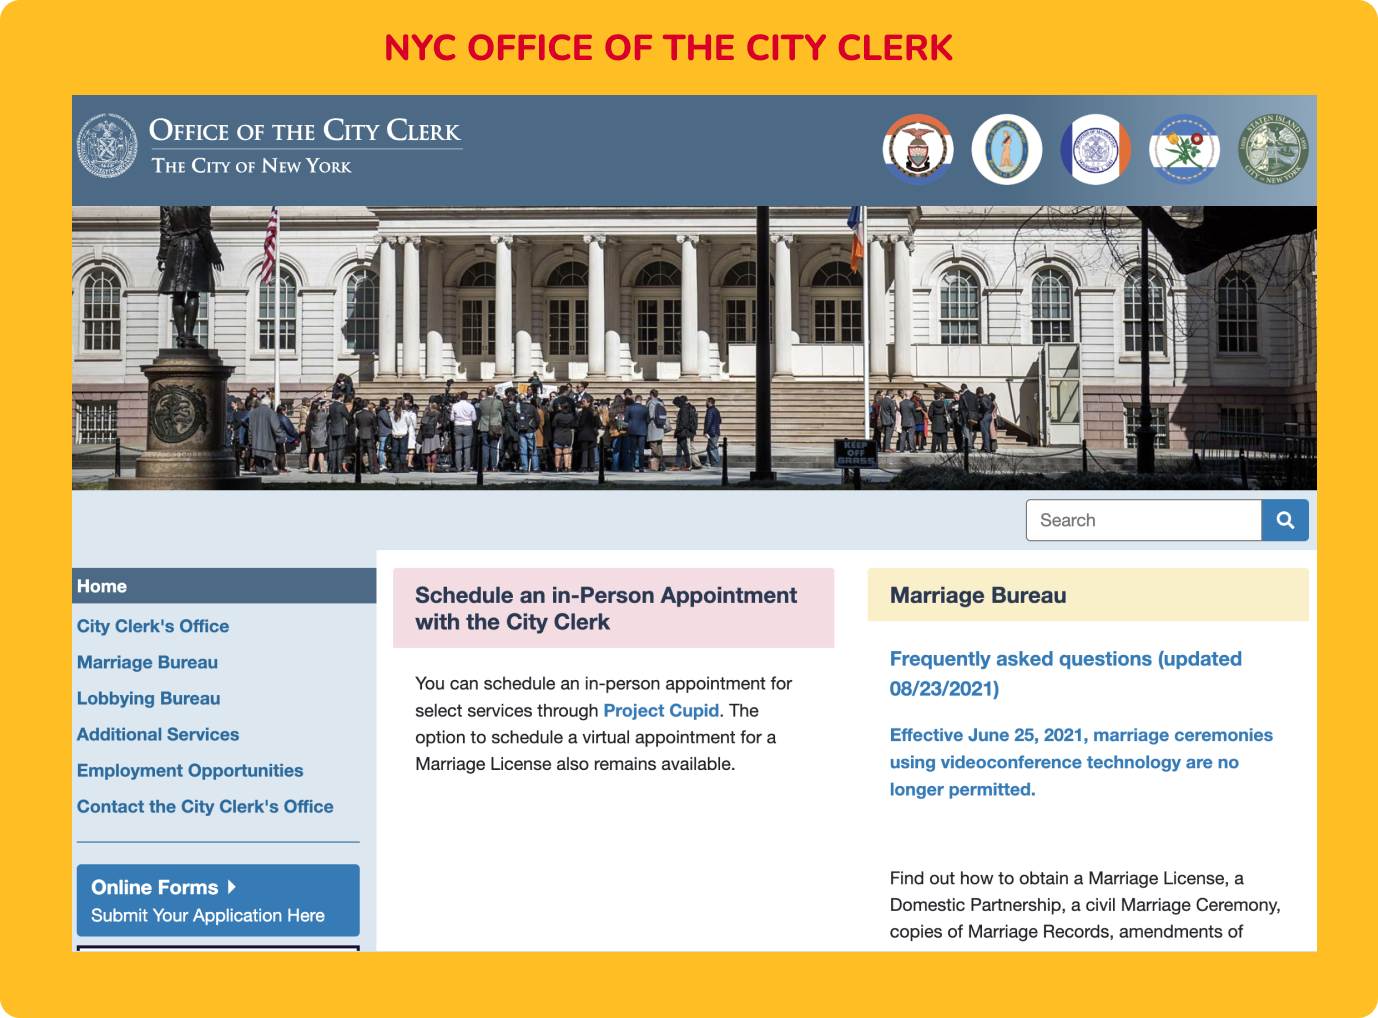 NYC OFFICE OF THE CITY CLERK
OFFICE OF THE CITY CLERK
THE CITY OF NEW YORK
STATEN ISLAND
CITY OF NEW YORK
KEEP
OFF
GRASS
Search
Home
City Clerk's Office
Marriage Bureau
Lobbying Bureau
Additional Services
Employment Opportunities
Contact the City Clerk's Office
Online Forms
Submit Your Application Here
Schedule an in-Person Appointment
with the City Clerk
You can schedule an in-person appointment for
select services through Project Cupid. The
option to schedule a virtual appointment for a
Marriage License also remains available.
Marriage Bureau
Frequently asked questions (updated
08/23/2021)
Effective June 25, 2021, marriage ceremonies
using videoconference technology are no
longer permitted.
Find out how to obtain a Marriage License, a
Domestic Partnership, a civil Marriage Ceremony,
copies of Marriage Records, amendments of